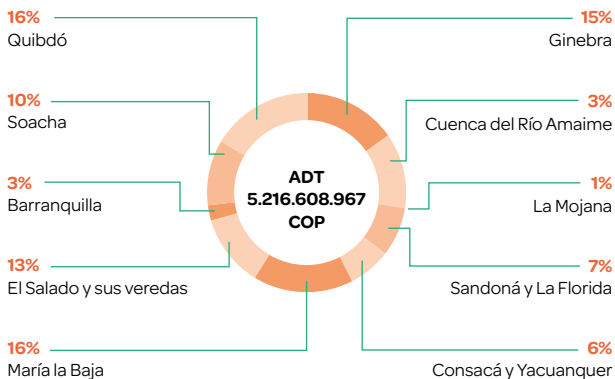 16%
Quibdó
10%
Soacha
3%
Barranquilla
13%
El Salado y sus veredas
16%
María la Baja
ADT
5.216.608.967
COP
15%
Ginebra
3%
Cuenca del Río Amaime
1%
La Mojana
7%
Sandoná y La Florida
6%
Consacá y Yacuanquer